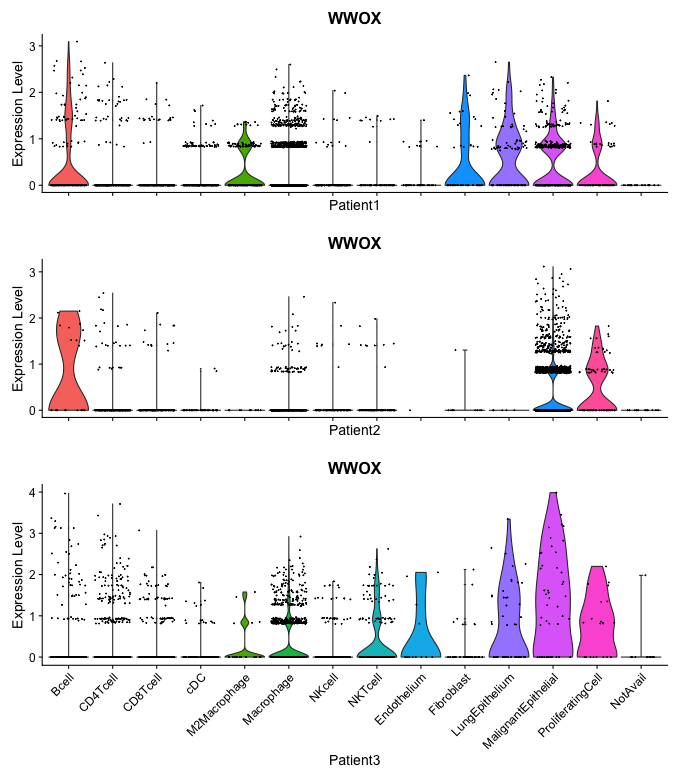 WWOX
Expression Level
3
2
1
0
Patient1
WWOX
Expression Level
3
2
1
0
Patient2
WWOX
Expression Level
4
3
2
1
0
Bcell
CD4Tcell
CD8Tcell
cDC
M2Macrophage
Macrophage
NKcell
NKTcell
Endothelium
Fibroblast
LungEpithelium
MalignantEpithelial
ProliferatingCell
NotAvail
Patient3